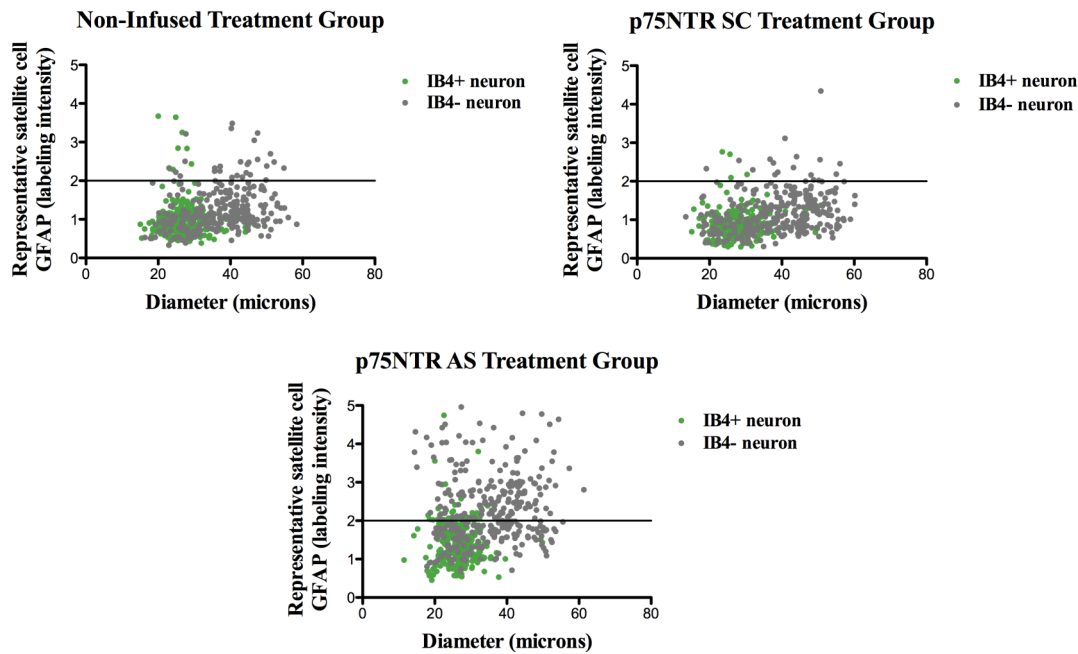 Non-Infused Treatment Group
Representative satellite cell
GFAP (labeling intensity)
5
4
3
2
1
0
0 20 40 60 80
Diameter (microns)
IB4+ neuron
IB4- neuron
p75NTR SC Treatment Group
Representative satellite cell
GFAP (labeling intensity)
5
4
3
2
1
0
0 20 40 60 80
Diameter (microns)
IB4+ neuron
IB4- neuron
p75NTR AS Treatment Group
Representative satellite cell
GFAP (labeling intensity)
5
4
3
2
1
0
0 20 40 60 80
Diameter (microns)
IB4+ neuron
IB4- neuron